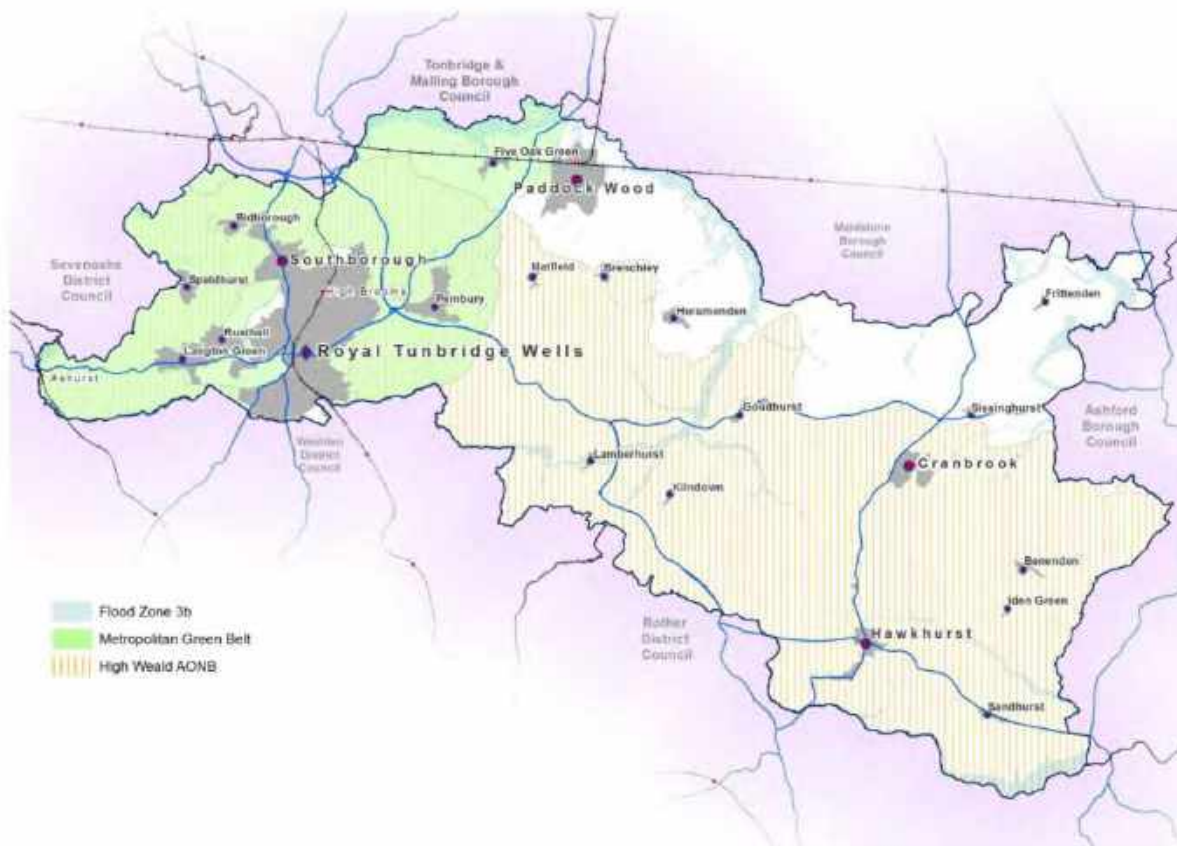 Tonbridge &
Malling Borough
Council
Five Oak Green
Paddock Wood
Bidborough
Southborough
Sevenoaks
District
Council
Speldhurst
High Brooms
Pembury
Matfield
Brenchley
Maidstone
Borough
Council
Horsmonden
Frittenden
Rusthall
Langton Green
Royal Tunbridge Wells
Ashurst
Goudhurst
Sissinghurst
Ashford
Borough
Council
Wealden
District
Council
Lamberhurst
Cranbrook
Kilndown
Benenden
Iden Green
Flood Zone 3b
Metropolitan Green Belt
High Weald AONB
Rother
District
Council
Hawkhurst
Sandhurst